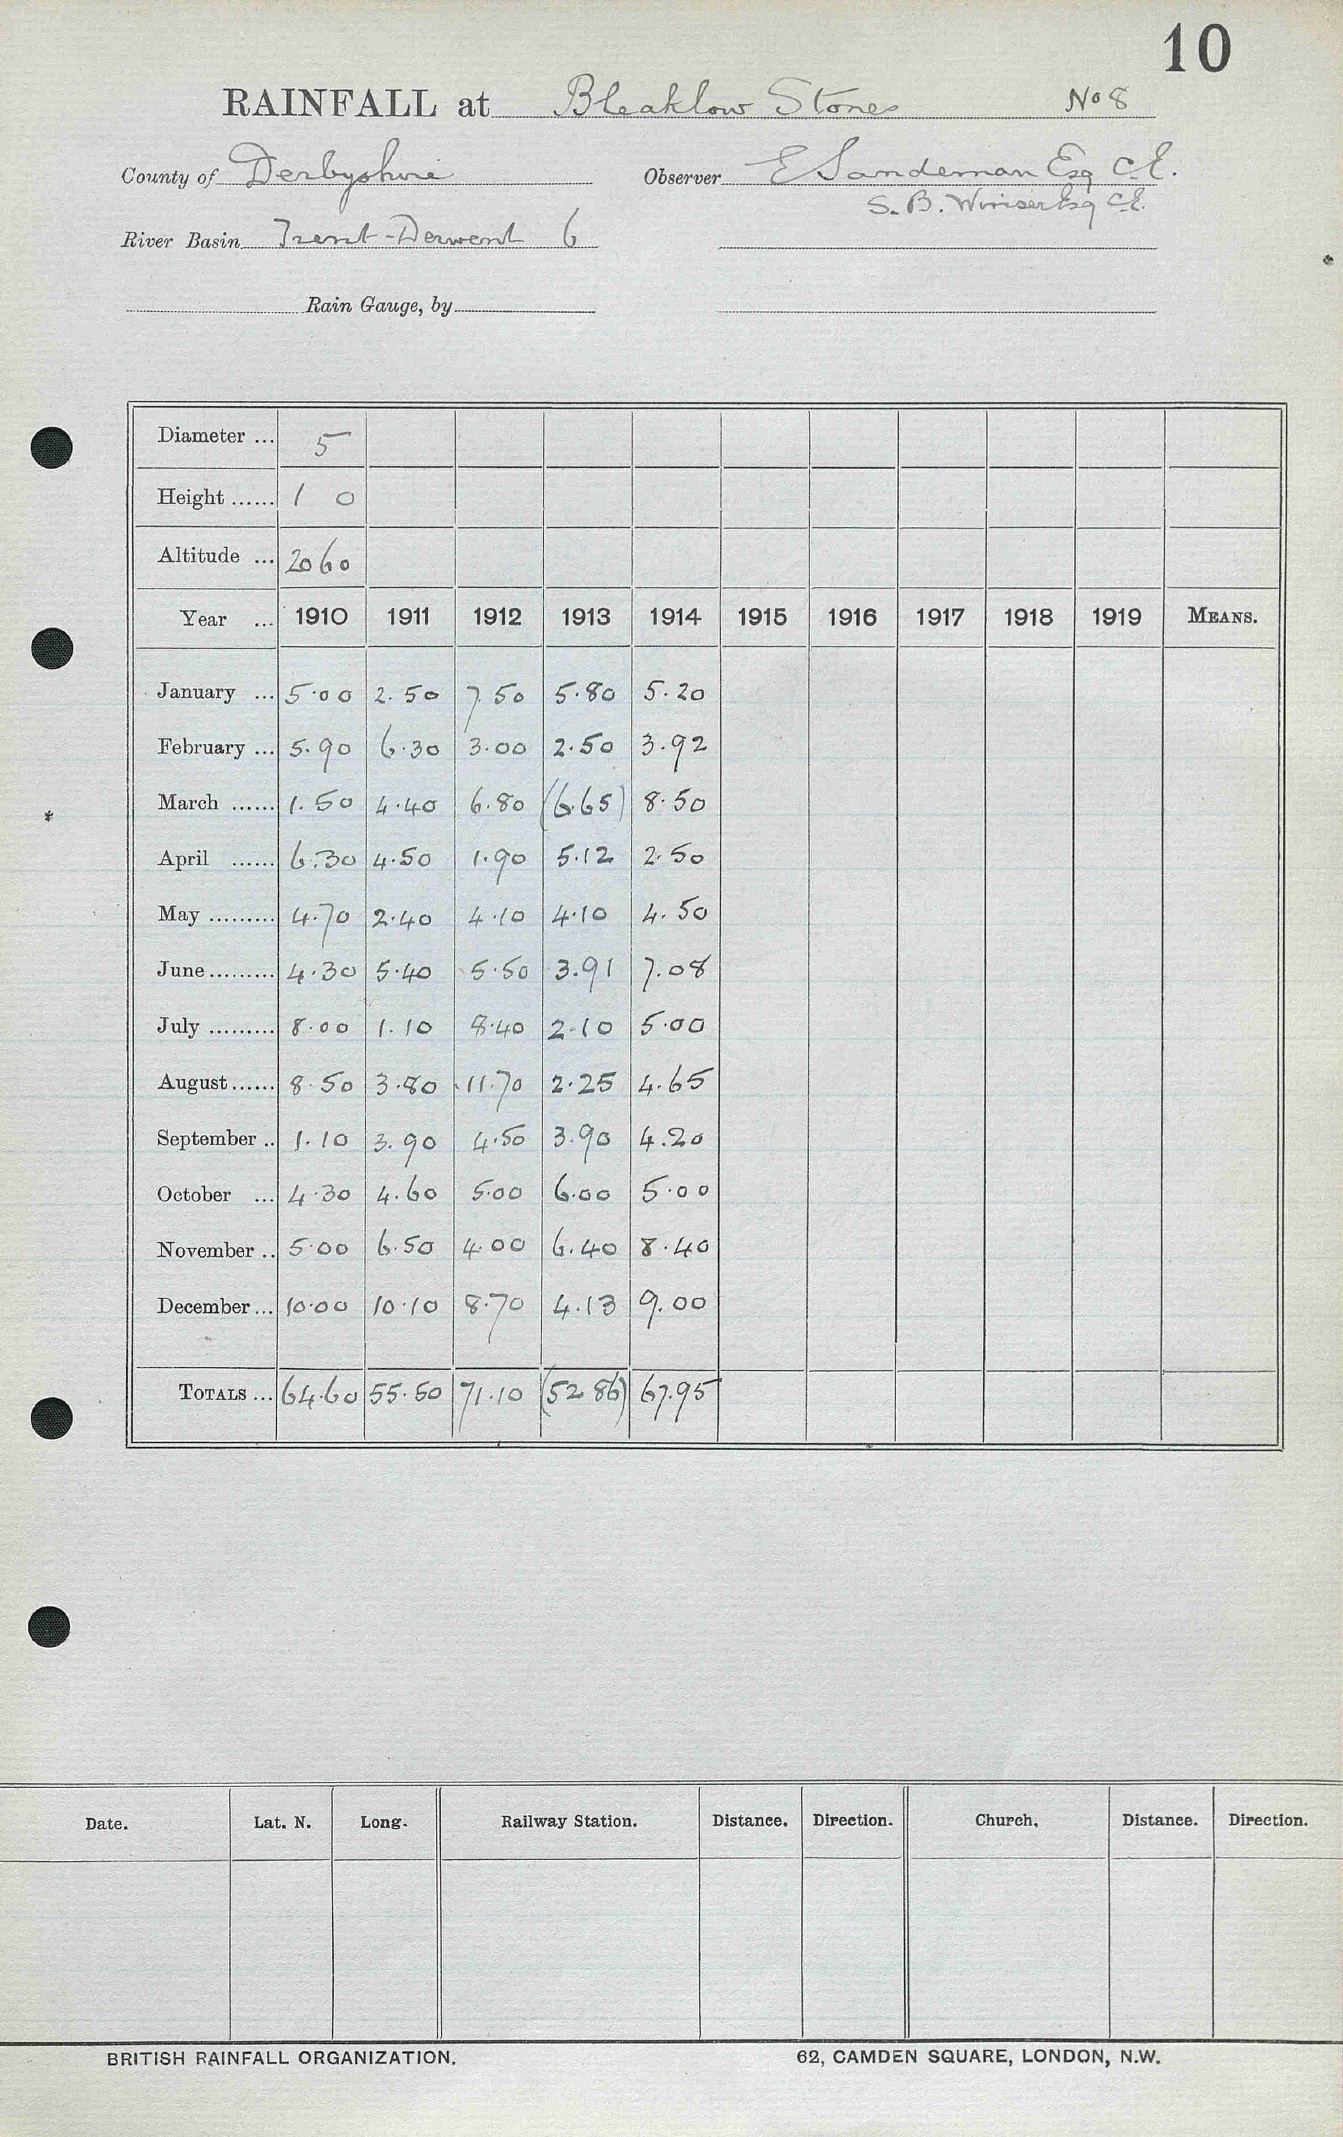 10
RAINFALL at Bleaklow Stones No 8
County of Derbyshire Observer E Sandeman Esq C.E.
S. B. Winser Esq C.E.
River Basin Trent-Derwent 6
Rain Gauge, by
Diameter ... 5
Height ...... 1 0
Altitude ... 2060
Year ... 1910 1911 1912 1913 1914 1915 1916 1917 1918 1919 MEANS.
January ... 5.00 2.50 7.50 5.80 5.20
February ... 5.90 6.30 3.00 2.50 3.92
March ...... 1.50 4.40 6.80 (6.65) 8.50
April ...... 6.30 4.50 1.90 5.12 2.50
May ......... 4.70 2.40 4.10 4.10 4.50
June ......... 4.30 5.40 5.50 3.91 7.08
July ......... 8.00 1.10 8.40 2.10 5.00
August ...... 8.50 3.80 11.70 2.25 4.65
September .. 1.10 3.90 4.50 3.90 4.20
October ... 4.30 4.60 5.00 6.00 5.00
November .. 5.00 6.50 4.00 6.40 8.40
December ... 10.00 10.10 8.70 4.13 9.00
TOTALS ... 64.60 55.50 71.10 (52 86) 67.95
Date. Lat. N. Long. Railway Station. Distance. Direction. Church. Distance. Direction.
BRITISH RAINFALL ORGANIZATION. 62, CAMDEN SQUARE, LONDON, N.W.